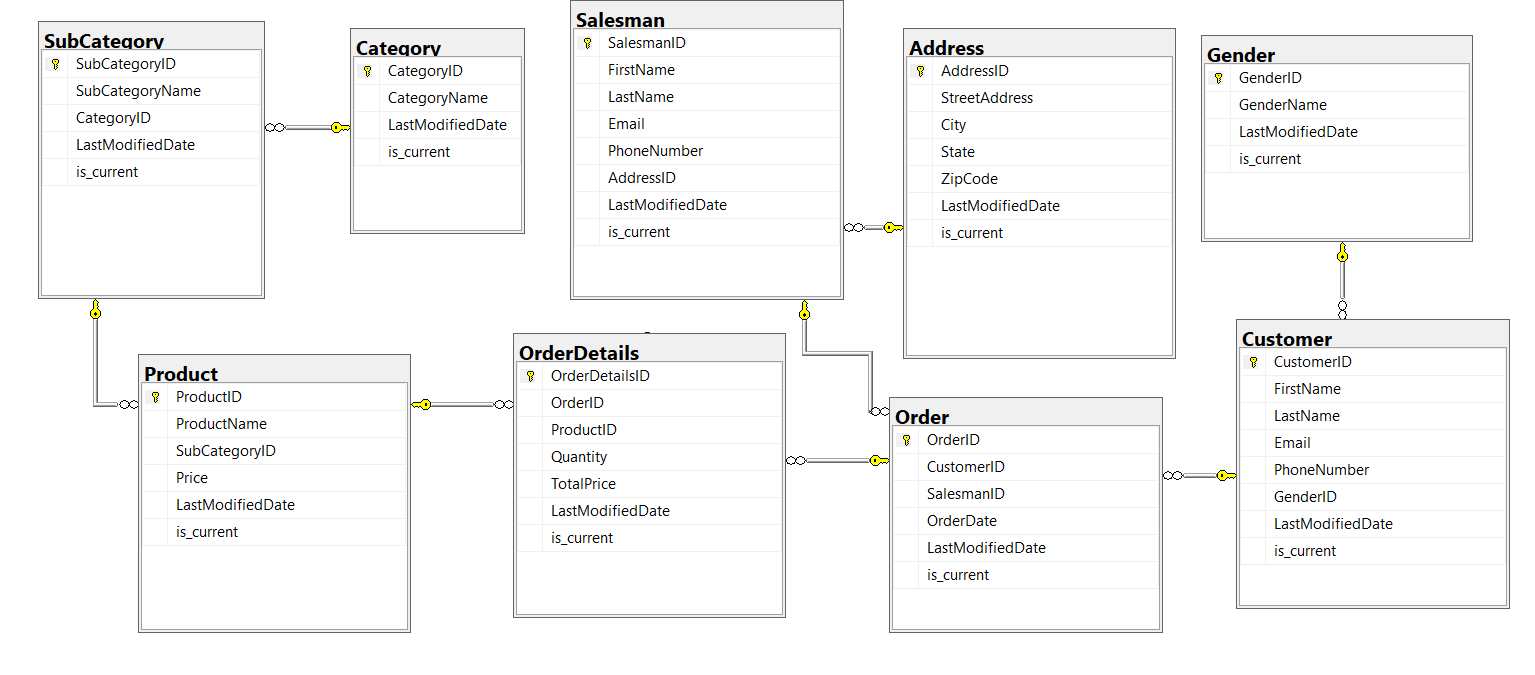 SubCategory
SubCategoryID
SubCategoryName
CategoryID
LastModifiedDate
is_current
Category
CategoryID
CategoryName
LastModifiedDate
is_current
Salesman
SalesmanID
FirstName
LastName
Email
PhoneNumber
AddressID
LastModifiedDate
is_current
Address
AddressID
StreetAddress
City
State
ZipCode
LastModifiedDate
is_current
Gender
GenderID
GenderName
LastModifiedDate
is_current
Product
ProductID
ProductName
SubCategoryID
Price
LastModifiedDate
is_current
OrderDetails
OrderDetailsID
OrderID
ProductID
Quantity
TotalPrice
LastModifiedDate
is_current
Order
OrderID
CustomerID
SalesmanID
OrderDate
LastModifiedDate
is_current
Customer
CustomerID
FirstName
LastName
Email
PhoneNumber
GenderID
LastModifiedDate
is_current